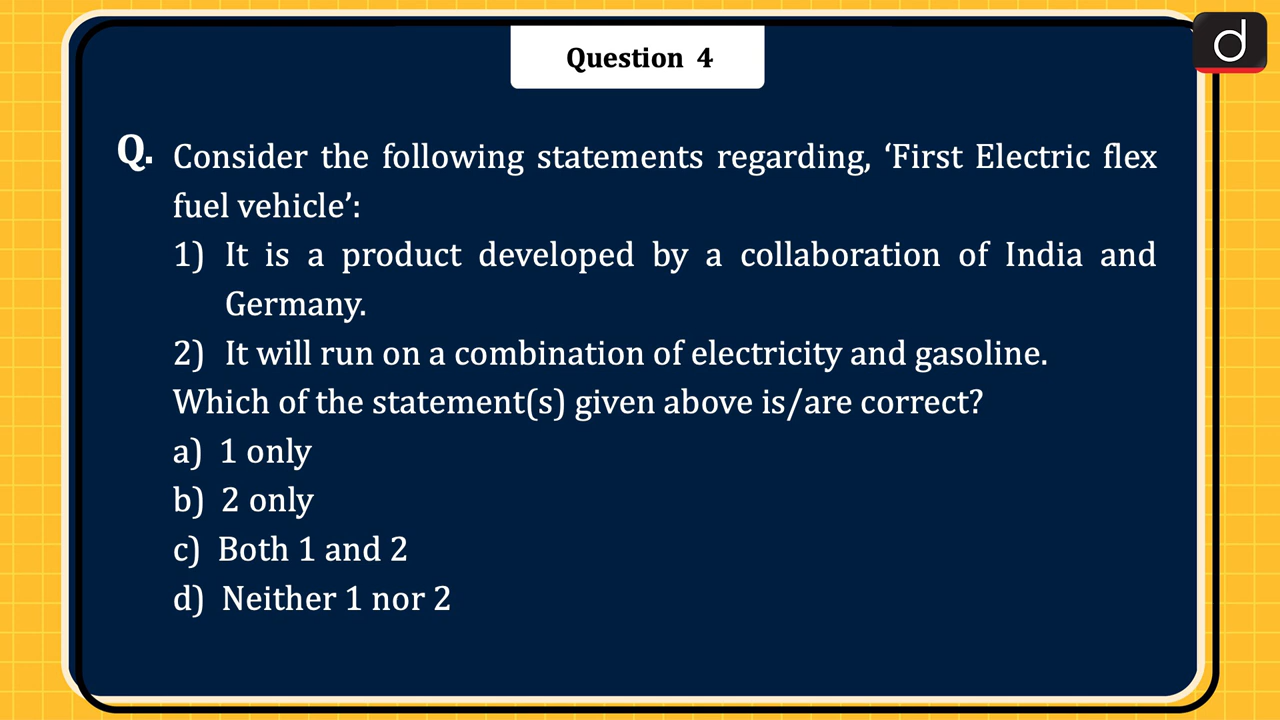 Question 4
d
Q. Consider the following statements regarding, ‘First Electric flex
fuel vehicle’:
1) It is a product developed by a collaboration of India and
Germany.
2) It will run on a combination of electricity and gasoline.
Which of the statement(s) given above is/are correct?
a) 1 only
b) 2 only
c) Both 1 and 2
d) Neither 1 nor 2